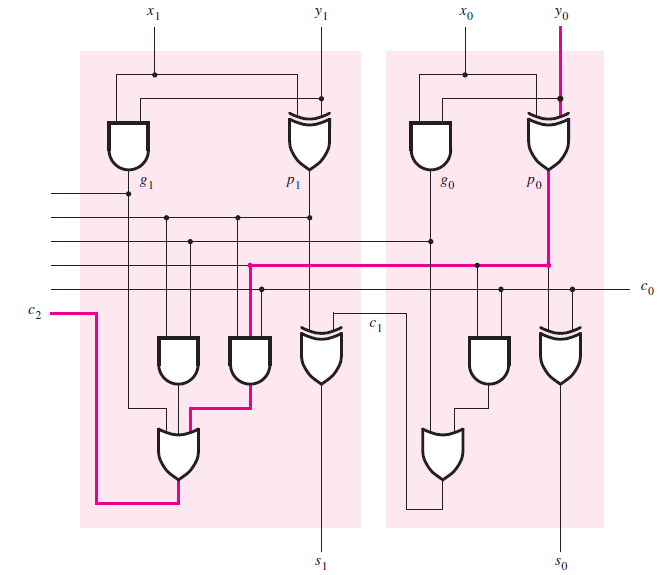 x₁ y₁ x₀ y₀
g₁ p₁ g₀ p₀
c₀
c₂ c₁
s₁ s₀